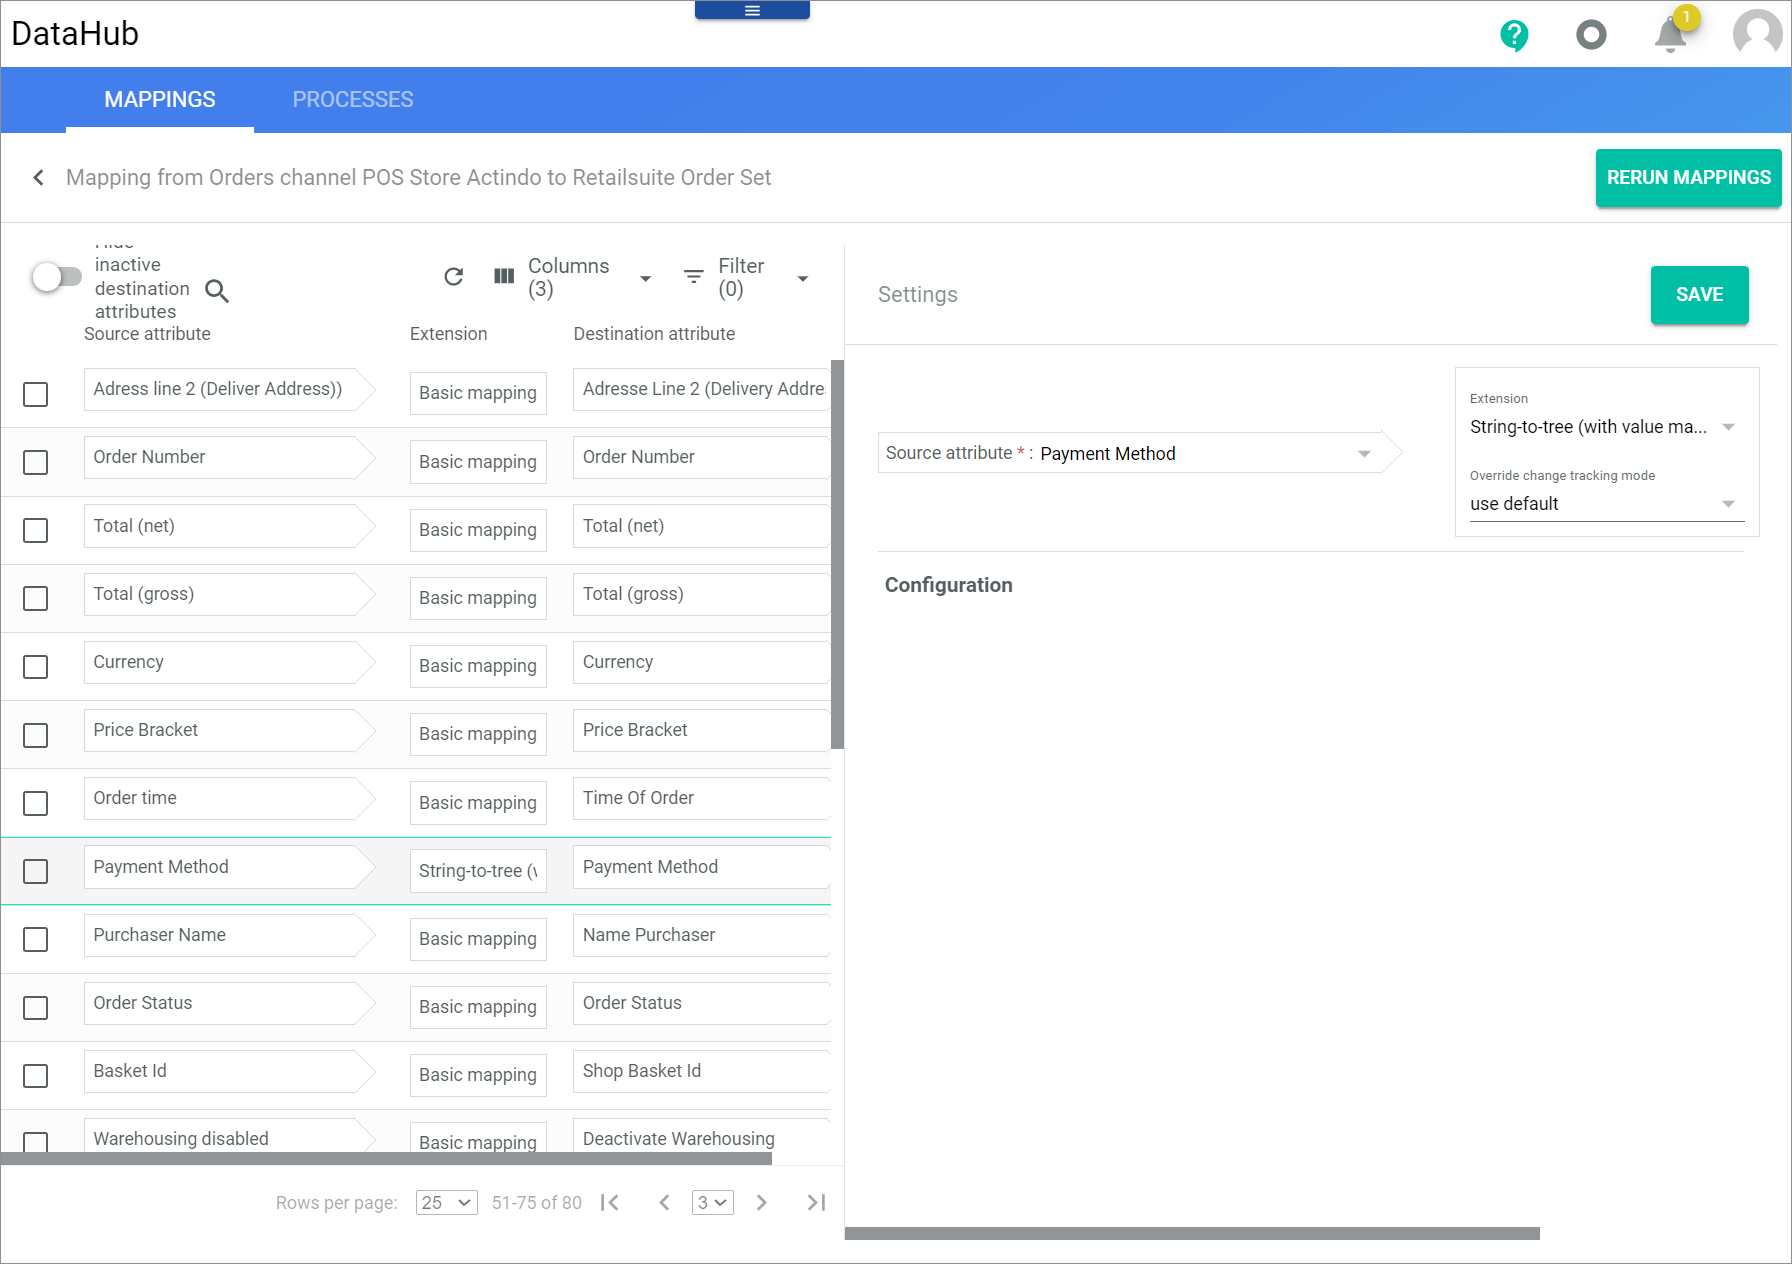 DataHub
1
MAPPINGS
PROCESSES
Mapping from Orders channel POS Store Actindo to Retailsuite Order Set
RERUN MAPPINGS
Hide
inactive
destination
attributes
Columns
(3)
Filter
(0)
Source attribute
Extension
Destination attribute
Adress line 2 (Deliver Address))
Basic mapping
Adresse Line 2 (Delivery Addre
Order Number
Basic mapping
Order Number
Total (net)
Basic mapping
Total (net)
Total (gross)
Basic mapping
Total (gross)
Currency
Basic mapping
Currency
Price Bracket
Basic mapping
Price Bracket
Order time
Basic mapping
Time Of Order
Payment Method
String-to-tree (
Payment Method
Purchaser Name
Basic mapping
Name Purchaser
Order Status
Basic mapping
Order Status
Basket Id
Basic mapping
Shop Basket Id
Warehousing disabled
Basic mapping
Deactivate Warehousing
Rows per page:
25
51-75 of 80
3
Settings
SAVE
Source attribute * : Payment Method
Extension
String-to-tree (with value ma...
Override change tracking mode
use default
Configuration